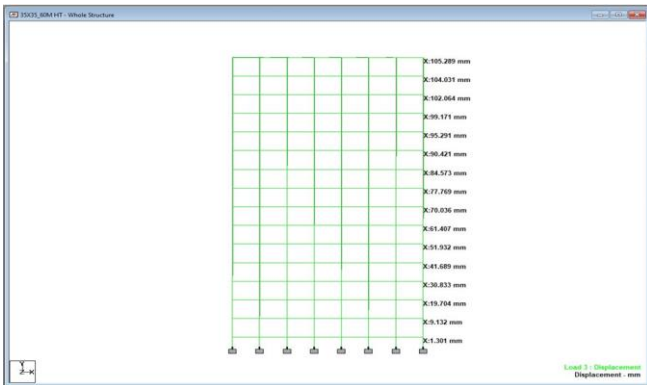 35X35_60M HT - Whole Structure
X:105.289 mm
X:104.031 mm
X:102.064 mm
X:99.171 mm
X:95.291 mm
X:90.421 mm
X:84.573 mm
X:77.769 mm
X:70.036 mm
X:61.407 mm
X:51.932 mm
X:41.689 mm
X:30.833 mm
X:19.704 mm
X:9.132 mm
X:1.301 mm
Y
Z X
Load 3 : Displacement
Displacement - mm